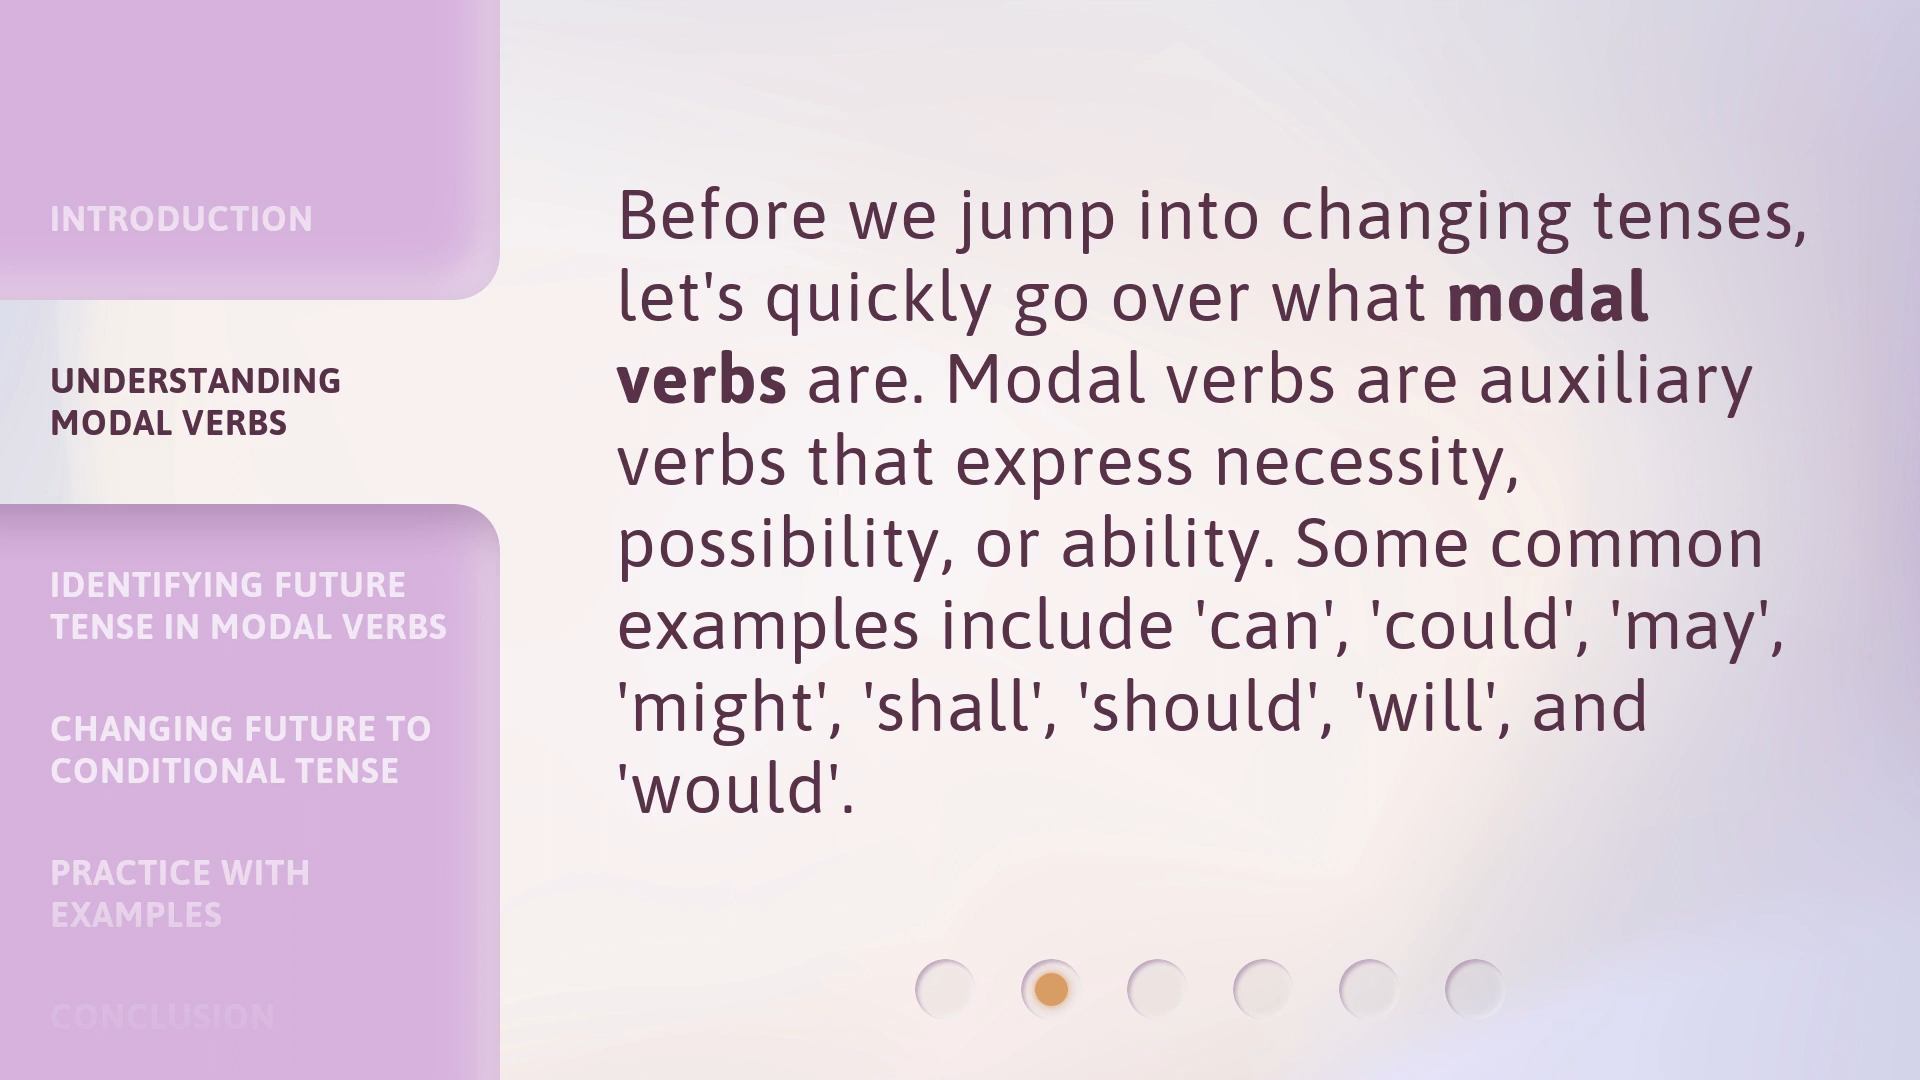 INTRODUCTION
UNDERSTANDING
MODAL VERBS
IDENTIFYING FUTURE
TENSE IN MODAL VERBS
CHANGING FUTURE TO
CONDITIONAL TENSE
PRACTICE WITH
EXAMPLES
CONCLUSION
Before we jump into changing tenses,
let's quickly go over what modal
verbs are. Modal verbs are auxiliary
verbs that express necessity,
possibility, or ability. Some common
examples include 'can', 'could', 'may',
'might', 'shall', 'should', 'will', and
'would'.